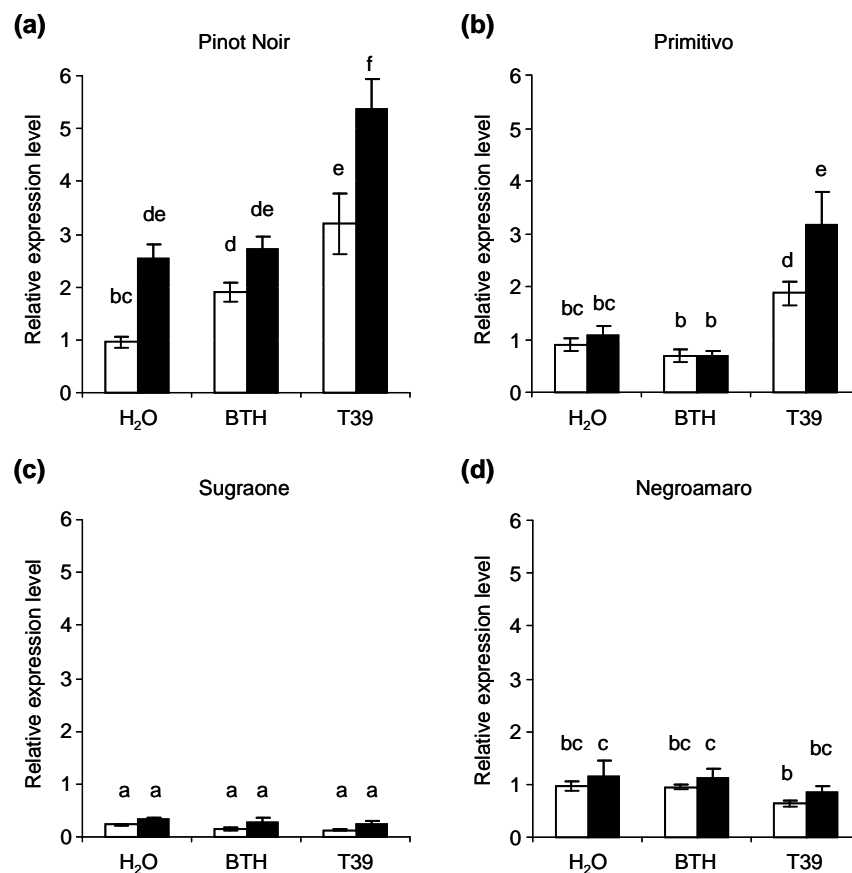 (a)
Pinot Noir
Relative expression level
6
5
4
3
2
1
0
bc
de
d
de
e
f
H₂O BTH T39
(b)
Primitivo
Relative expression level
6
5
4
3
2
1
0
bc
bc
b
b
d
e
H₂O BTH T39
(c)
Sugraone
Relative expression level
6
5
4
3
2
1
0
a a a a a a
H₂O BTH T39
(d)
Negroamaro
Relative expression level
6
5
4
3
2
1
0
bc c bc c b bc
H₂O BTH T39